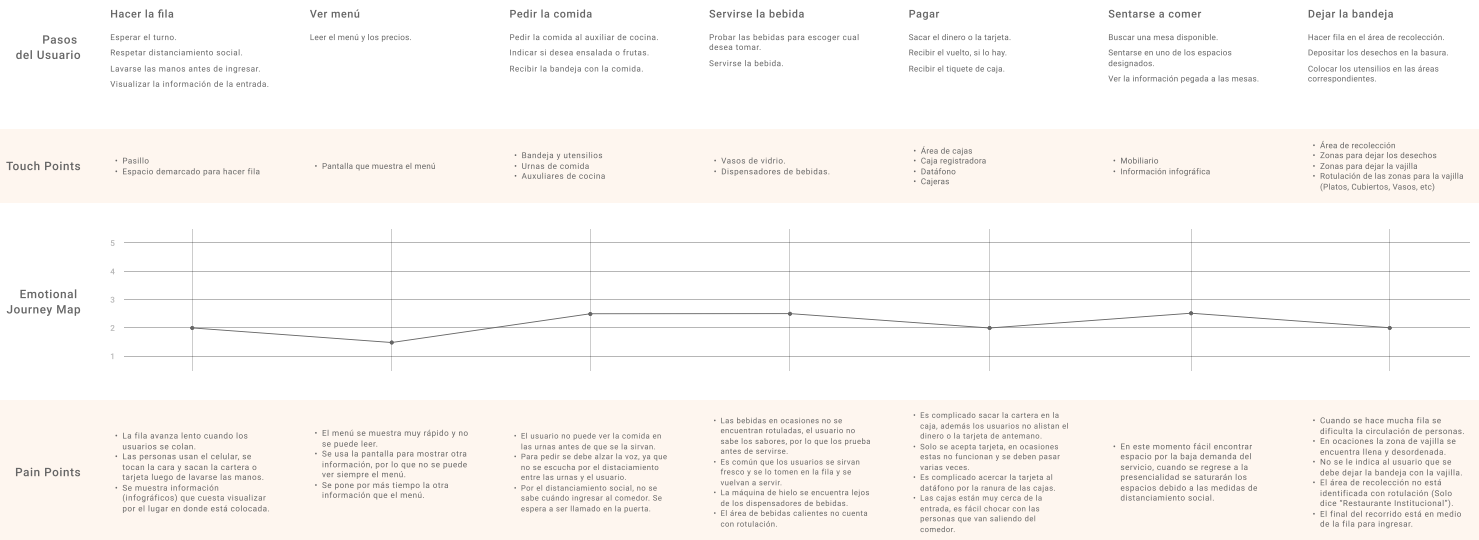 Pasos
del Usuario
Hacer la fila
Esperar el turno.
Respetar distanciamiento social.
Lavarse las manos antes de ingresar.
Visualizar la información de la entrada.
Ver menú
Leer el menú y los precios.
Pedir la comida
Pedir la comida al auxiliar de cocina.
Indicar si desea ensalada o frutas.
Recibir la bandeja con la comida.
Servirse la bebida
Probar las bebidas para escoger cual
desea tomar.
Servirse la bebida.
Pagar
Sacar el dinero o la tarjeta.
Recibir el vuelto, si lo hay.
Recibir el tiquete de caja.
Sentarse a comer
Buscar una mesa disponible.
Sentarse en uno de los espacios
designados.
Ver la información pegada a las mesas.
Dejar la bandeja
Hacer fila en el área de recolección.
Depositar los desechos en la basura.
Colocar los utensilios en las áreas
correspondientes.
Touch Points
• Pasillo
• Espacio demarcado para hacer fila
• Pantalla que muestra el menú
• Bandeja y utensilios
• Urnas de comida
• Auxuliares de cocina
• Vasos de vidrio.
• Dispensadores de bebidas.
• Área de cajas
• Caja registradora
• Datáfono
• Cajeras
• Mobiliario
• Información infográfica
• Área de recolección
• Zonas para dejar los desechos
• Zonas para dejar la vajilla
• Rotulación de las zonas para la vajilla
(Platos, Cubiertos, Vasos, etc)
Emotional
Journey Map
5
4
3
2
1
Pain Points
• La fila avanza lento cuando los
usuarios se colan.
• Las personas usan el celular, se
tocan la cara y sacan la cartera o
tarjeta luego de lavarse las manos.
• Se muestra información
(infográficos) que cuesta visualizar
por el lugar en donde está colocada.
• El menú se muestra muy rápido y no
se puede leer.
• Se usa la pantalla para mostrar otra
información, por lo que no se puede
ver siempre el menú.
• Se pone por más tiempo la otra
información que el menú.
• El usuario no puede ver la comida en
las urnas antes de que se la sirvan.
• Para pedir se debe alzar la voz, ya que
no se escucha por el distaciamiento
entre las urnas y el usuario.
• Por el distanciamiento social, no se
sabe cuándo ingresar al comedor. Se
espera a ser llamado en la puerta.
• Las bebidas en ocasiones no se
encuentran rotuladas, el usuario no
sabe los sabores, por lo que los prueba
antes de servirse.
• Es común que los usuarios se sirvan
fresco y se lo tomen en la fila y se
vuelvan a servir.
• La máquina de hielo se encuentra lejos
de los dispensadores de bebidas.
• El área de bebidas calientes no cuenta
con rotulación.
• Es complicado sacar la cartera en la
caja, además los usuarios no alistan el
dinero o la tarjeta de antemano.
• Solo se acepta tarjeta, en ocasiones
estas no funcionan y se deben pasar
varias veces.
• Es complicado acercar la tarjeta al
datáfono por la ranura de las cajas.
• Las cajas están muy cerca de la
entrada, es fácil chocar con las
personas que van saliendo del
comedor.
• En este momento fácil encontrar
espacio por la baja demanda del
servicio, cuando se regrese a la
presencialidad se saturarán los
espacios debido a las medidas de
distanciamiento social.
• Cuando se hace mucha fila se
dificulta la circulación de personas.
• En ocaciones la zona de vajilla se
encuentra llena y desordenada.
• No se le indica al usuario que se
debe dejar la bandeja con la vajilla.
• El área de recolección no está
identificada con rotulación (Solo
dice "Restaurante Institucional").
• El final del recorrido está en medio
de la fila para ingresar.